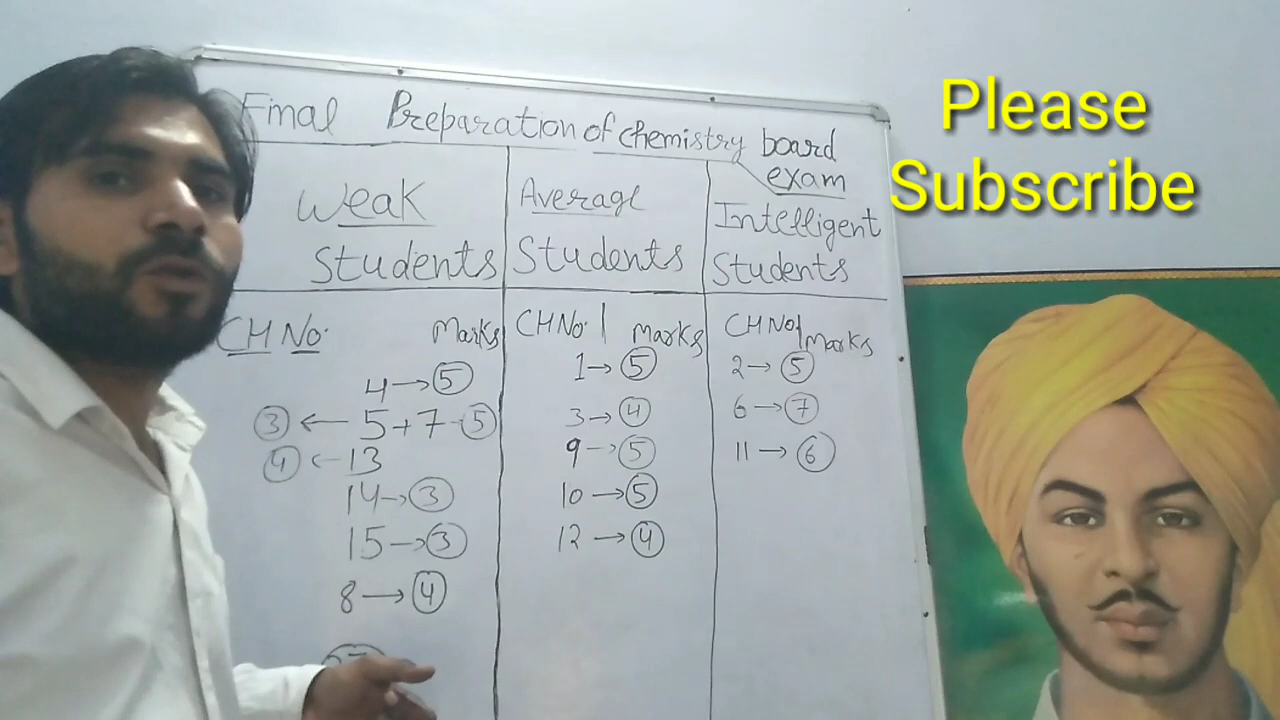 Final Preparation of chemistry board
exam
Weak
Students
CH No. Marks
4 → 5
3 ← 5 + 7 - 5
4 ← 13
14 → 3
15 → 3
8 → 4
Average
Students
CH No. | Marks
1 → 5
3 → 4
9 → 5
10 → 5
12 → 4
Intelligent
Students
CH No | Marks
2 → 5
6 → 7
11 → 6
Please
Subscribe